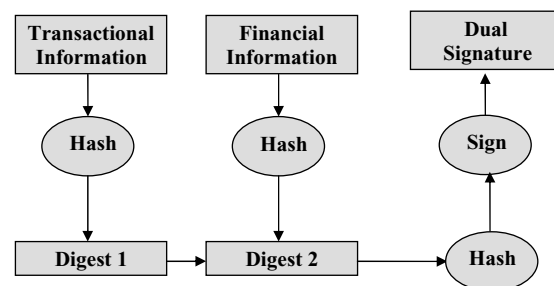 Transactional
Information
Financial
Information
Dual
Signature
Hash
Hash
Sign
Digest 1
Digest 2
Hash